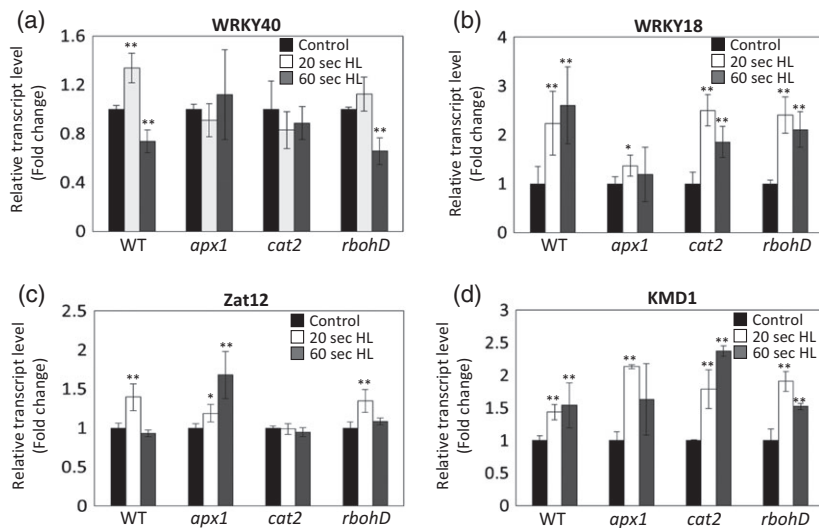 (a)
WRKY40
Relative transcript level
(Fold change)
1.6
1.2
0.8
0.4
0
Control
20 sec HL
60 sec HL
**
**
**
WT
apx1
cat2
rbohD
(b)
WRKY18
Relative transcript level
(Fold change)
4
3
2
1
0
Control
20 sec HL
60 sec HL
**
**
*
**
**
**
**
WT
apx1
cat2
rbohD
(c)
Zat12
Relative transcript level
(Fold change)
2.5
2
1.5
1
0.5
0
Control
20 sec HL
60 sec HL
**
*
**
**
WT
apx1
cat2
rbohD
(d)
KMD1
Relative transcript level
(Fold change)
3
2.5
2
1.5
1
0.5
0
Control
20 sec HL
60 sec HL
**
**
**
**
**
**
**
WT
apx1
cat2
rbohD